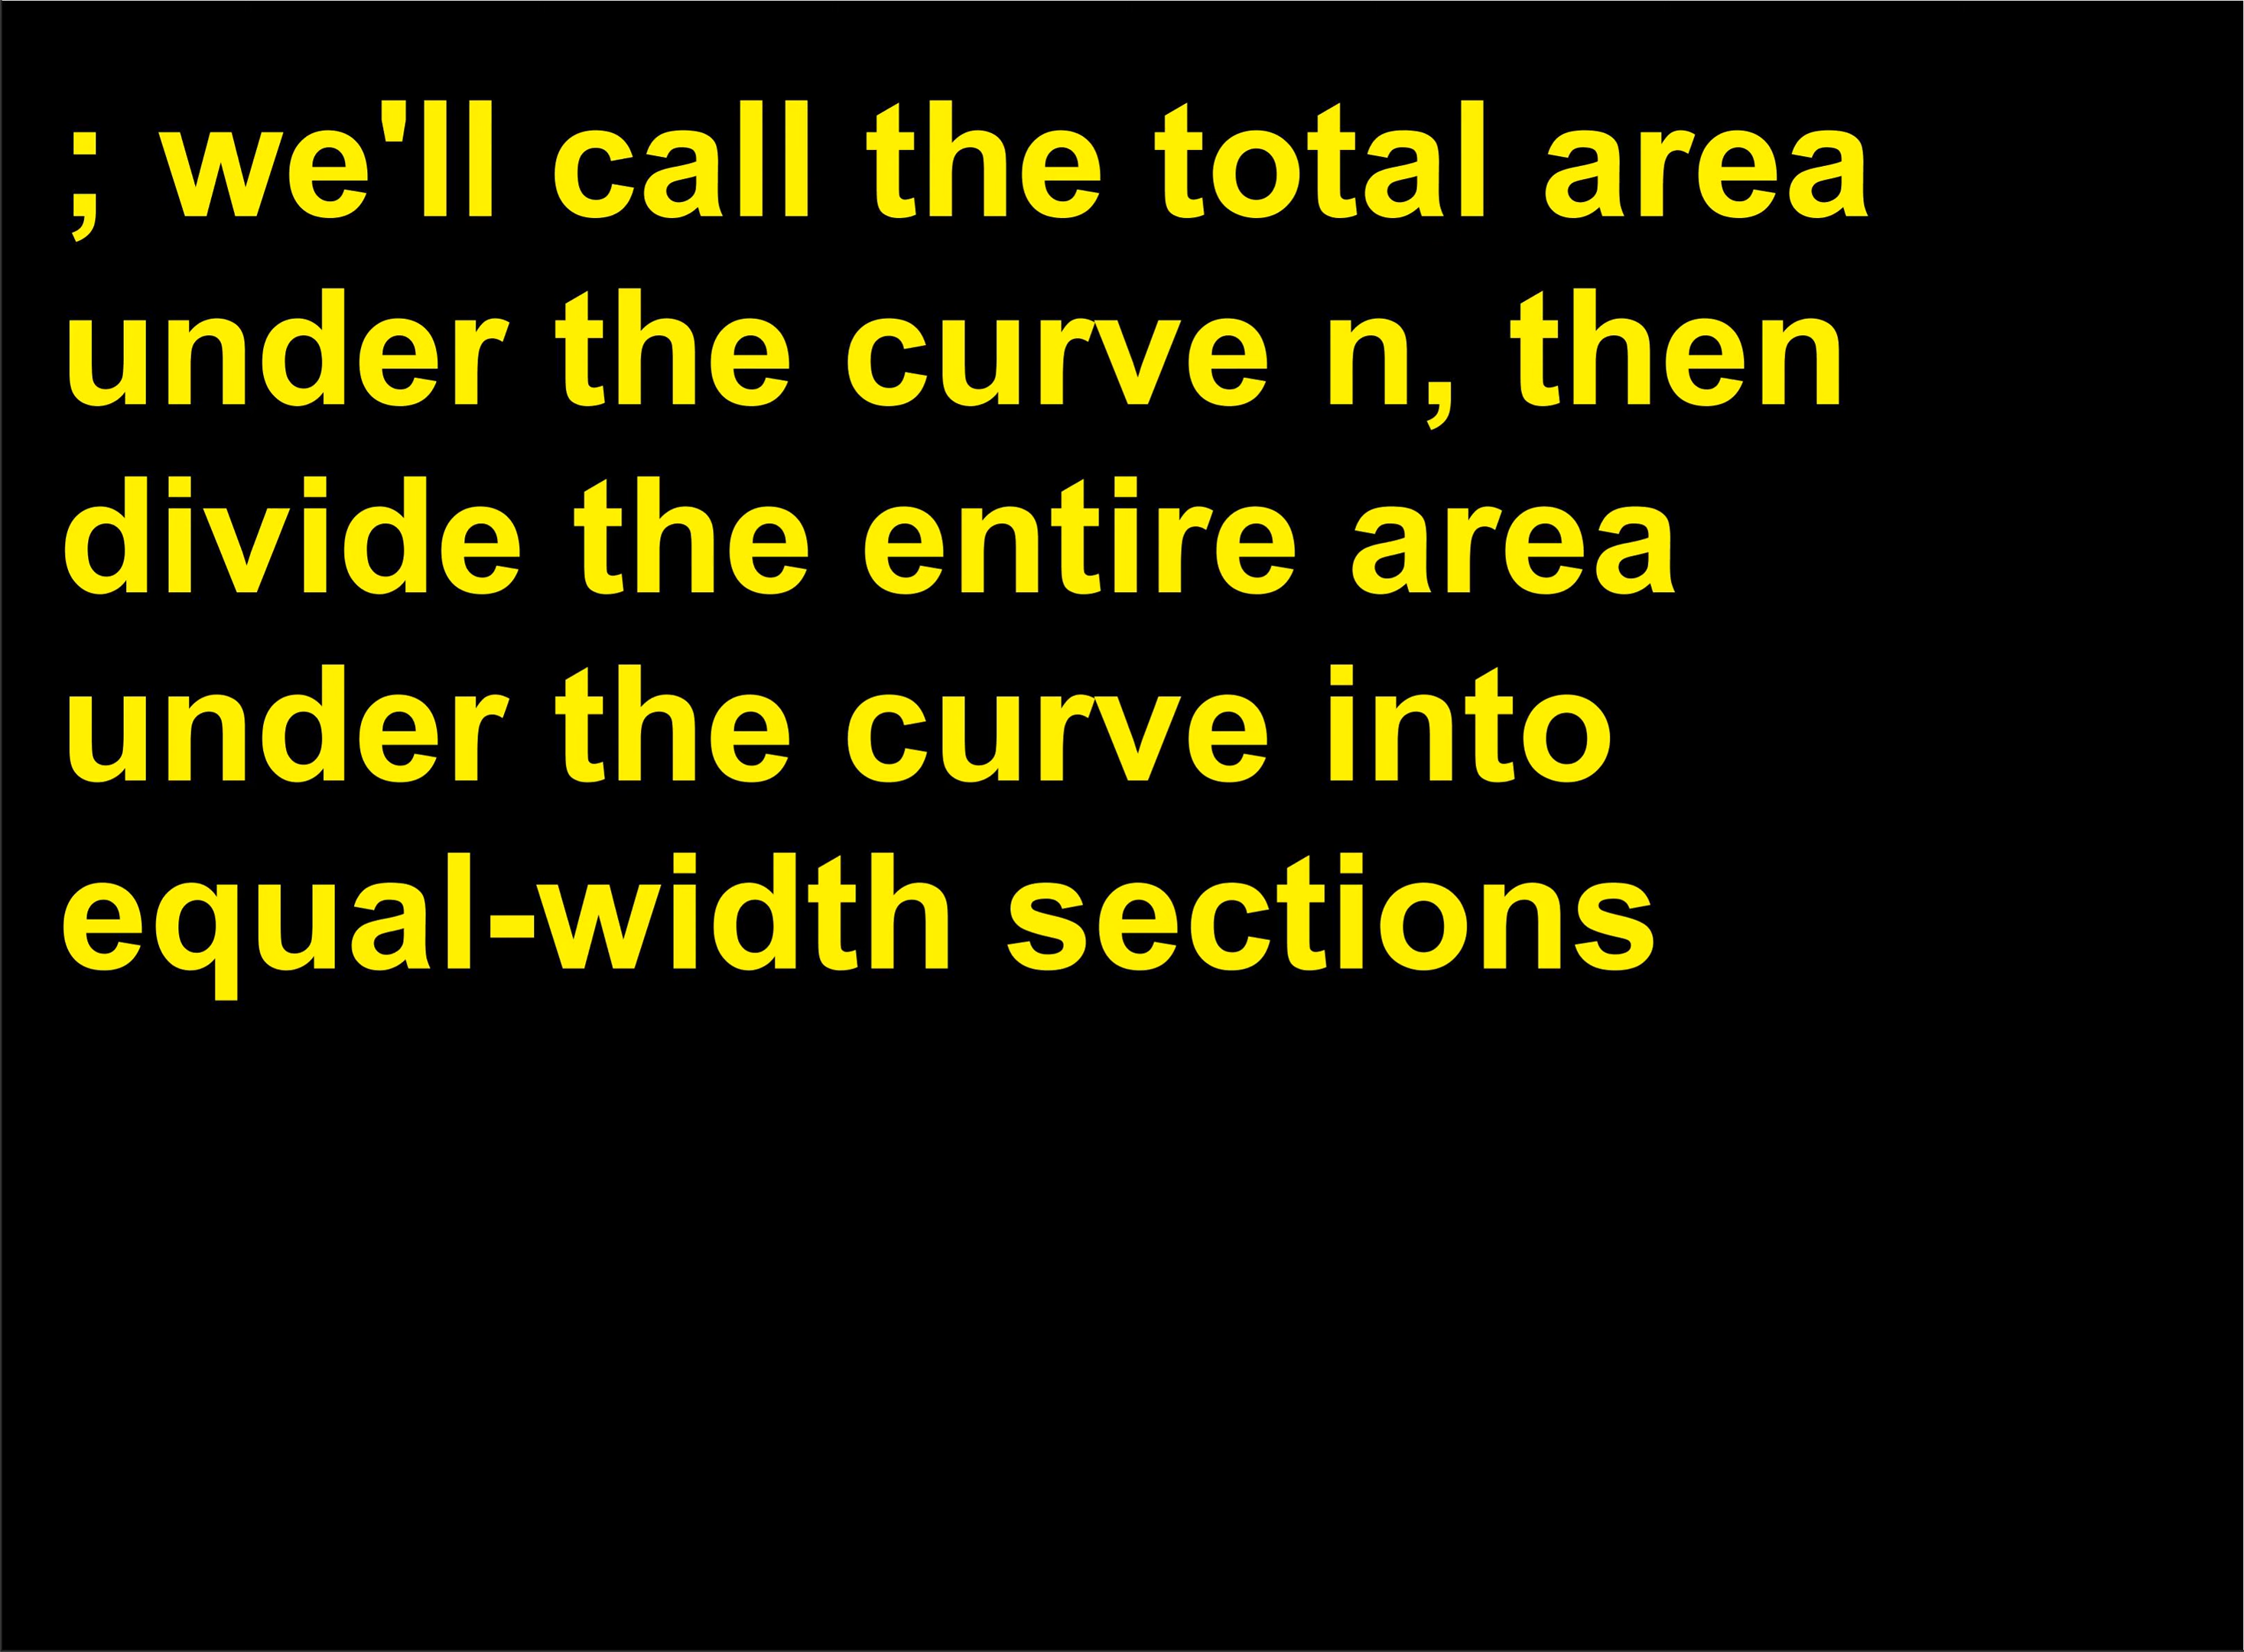 ; we'll call the total area
under the curve n, then
divide the entire area
under the curve into
equal-width sections